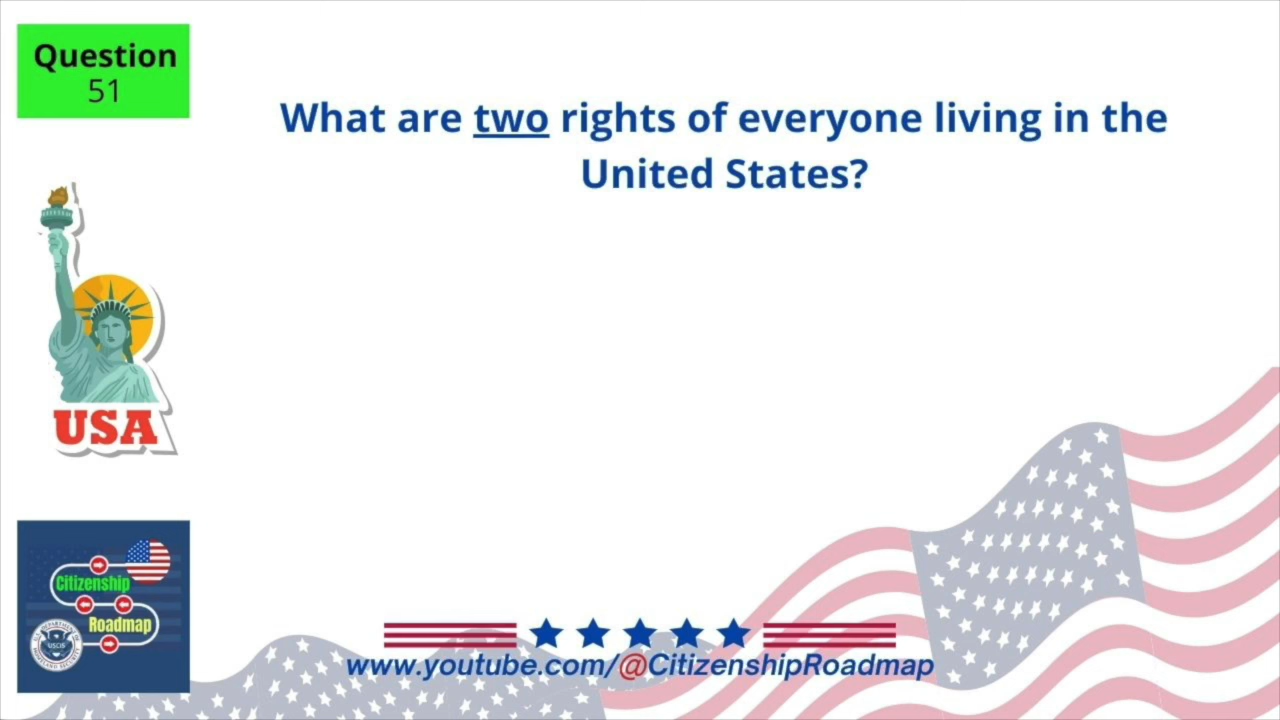 Question
51
What are two rights of everyone living in the
United States?
USA
Citizenship
Roadmap
USCIS
www.youtube.com/@CitizenshipRoadmap